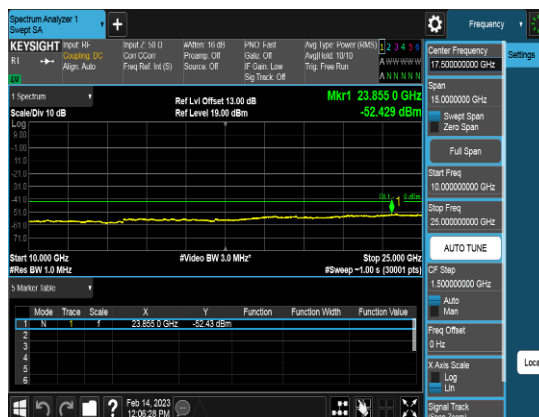 Spectrum Analyzer 1
Swept SA
+
Frequency
KEYSIGHT
Input: RF
Coupling: DC
Align: Auto
Input Z: 50 Ω
Corr CCorr
Freq Ref: Int (S)
#Atten: 16 dB
Preamp: Off
Source: Off
PNO: Fast
Gate: Off
IF Gain: Low
Sig Track: Off
Avg Type: Power (RMS)
Avg|Hold: 10/10
Trig: Free Run
1 2 3 4 5 6
A W W W W W
A N N N N N
1 Spectrum
Scale/Div 10 dB
Ref Lvl Offset 13.00 dB
Ref Level 19.00 dBm
Mkr1 23.855 0 GHz
-52.429 dBm
Log
9.00
-1.00
-11.0
-21.0
-31.0
-41.0
-51.0
-61.0
-71.0
1
Start 10.000 GHz
#Res BW 1.0 MHz
#Video BW 3.0 MHz*
Stop 25.000 GHz
#Sweep ~1.00 s (30001 pts)
5 Marker Table
Mode Trace Scale X Y Function Function Width Function Value
1 N 1 f 23.855 0 GHz -52.43 dBm
2
3
4
5
6
Feb 14, 2023
12:06:28 PM
Center Frequency
17.500000000 GHz
Settings
Span
15.0000000 GHz
Swept Span
Zero Span
Full Span
Start Freq
10.000000000 GHz
Stop Freq
25.000000000 GHz
AUTO TUNE
CF Step
1.500000000 GHz
Auto
Man
Freq Offset
0 Hz
X Axis Scale
Log
Lin
Local
Signal Track
(Span Zoom)